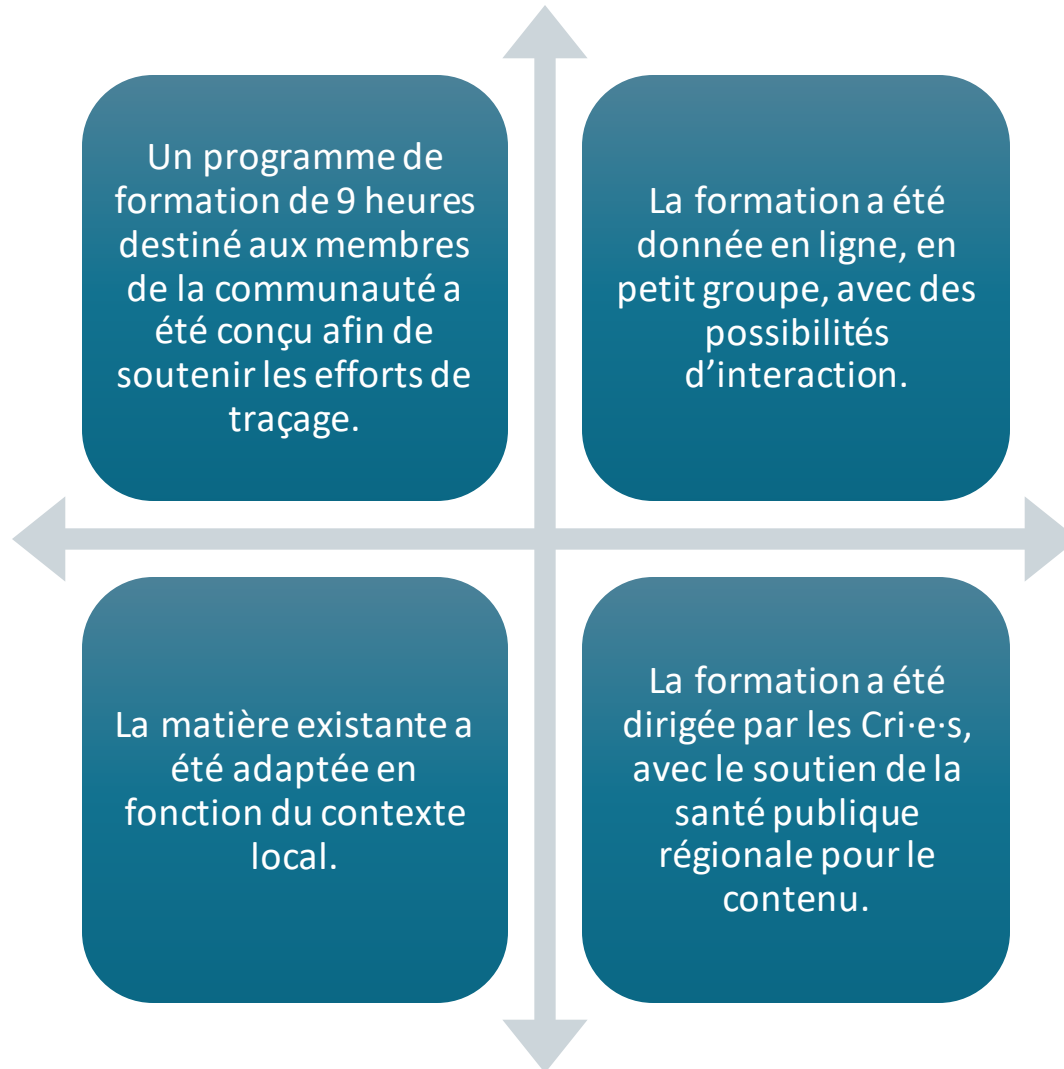 Un programme de
formation de 9 heures
destiné aux membres
de la communauté a
été conçu afin de
soutenir les efforts de
traçage.
La formation a été
donnée en ligne, en
petit groupe, avec des
possibilités
d’interaction.
La matière existante a
été adaptée en
fonction du contexte
local.
La formation a été
dirigée par les Cri·e·s,
avec le soutien de la
santé publique
régionale pour le
contenu.